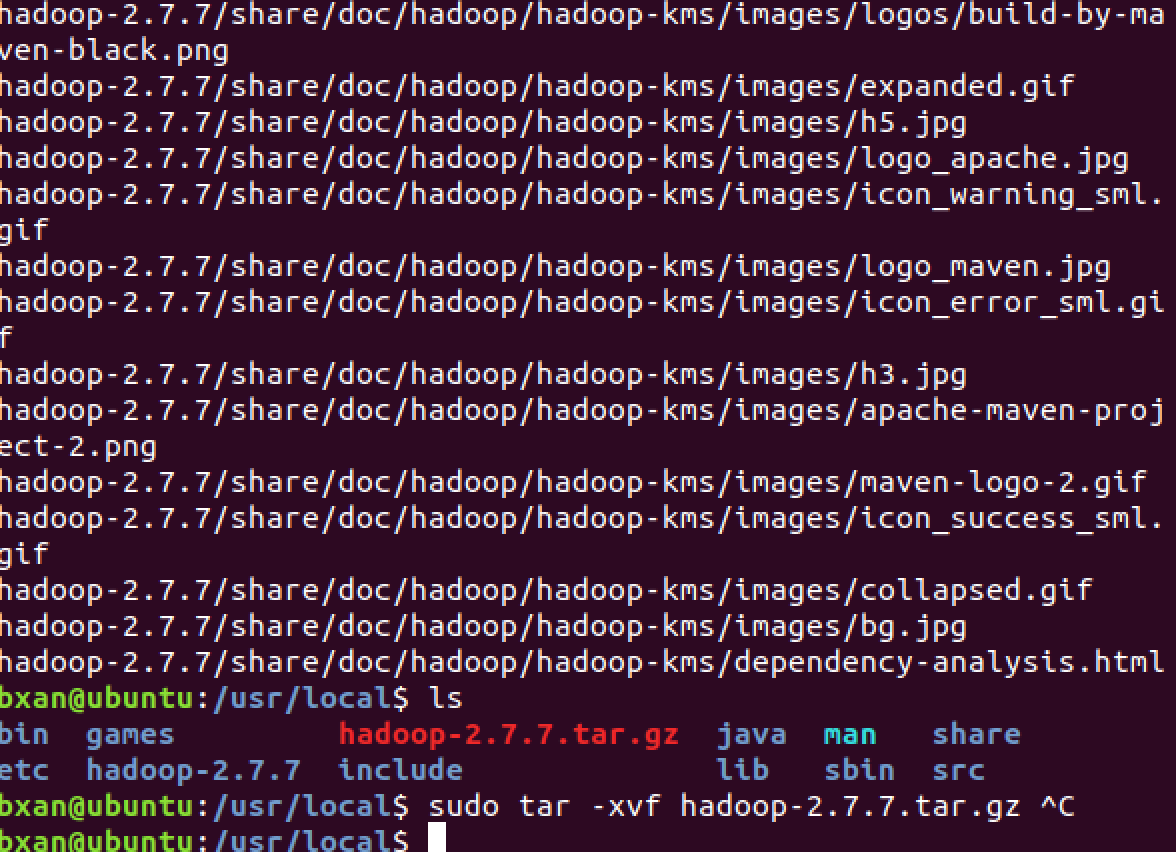 hadoop-2.7.7/share/doc/hadoop/hadoop-kms/images/logos/build-by-ma
ven-black.png
hadoop-2.7.7/share/doc/hadoop/hadoop-kms/images/expanded.gif
hadoop-2.7.7/share/doc/hadoop/hadoop-kms/images/h5.jpg
hadoop-2.7.7/share/doc/hadoop/hadoop-kms/images/logo_apache.jpg
hadoop-2.7.7/share/doc/hadoop/hadoop-kms/images/icon_warning_sml.
gif
hadoop-2.7.7/share/doc/hadoop/hadoop-kms/images/logo_maven.jpg
hadoop-2.7.7/share/doc/hadoop/hadoop-kms/images/icon_error_sml.gi
f
hadoop-2.7.7/share/doc/hadoop/hadoop-kms/images/h3.jpg
hadoop-2.7.7/share/doc/hadoop/hadoop-kms/images/apache-maven-proj
ect-2.png
hadoop-2.7.7/share/doc/hadoop/hadoop-kms/images/maven-logo-2.gif
hadoop-2.7.7/share/doc/hadoop/hadoop-kms/images/icon_success_sml.
gif
hadoop-2.7.7/share/doc/hadoop/hadoop-kms/images/collapsed.gif
hadoop-2.7.7/share/doc/hadoop/hadoop-kms/images/bg.jpg
hadoop-2.7.7/share/doc/hadoop/hadoop-kms/dependency-analysis.html
bxan@ubuntu:/usr/local$ ls
bin  games         hadoop-2.7.7.tar.gz  java  man   share
etc  hadoop-2.7.7  include              lib   sbin  src
bxan@ubuntu:/usr/local$ sudo tar -xvf hadoop-2.7.7.tar.gz ^C
bxan@ubuntu:/usr/local$